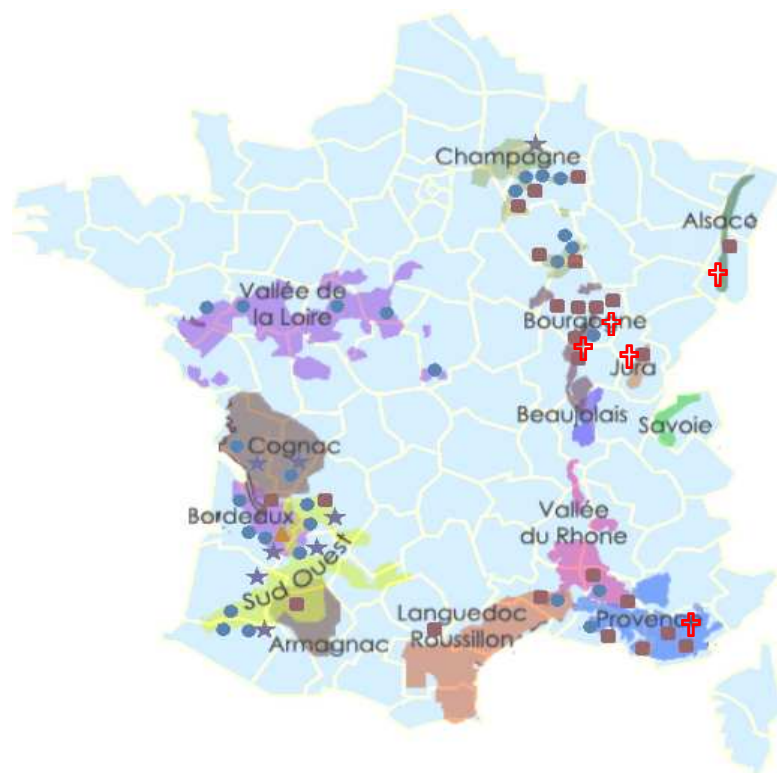 Champagne
Alsace
Vallée de
la Loire
Bourgogne
Jura
Beaujolais
Savoie
Cognac
Bordeaux
Vallée
du Rhone
Sud Ouest
Languedoc
Roussillon
Provence
Armagnac